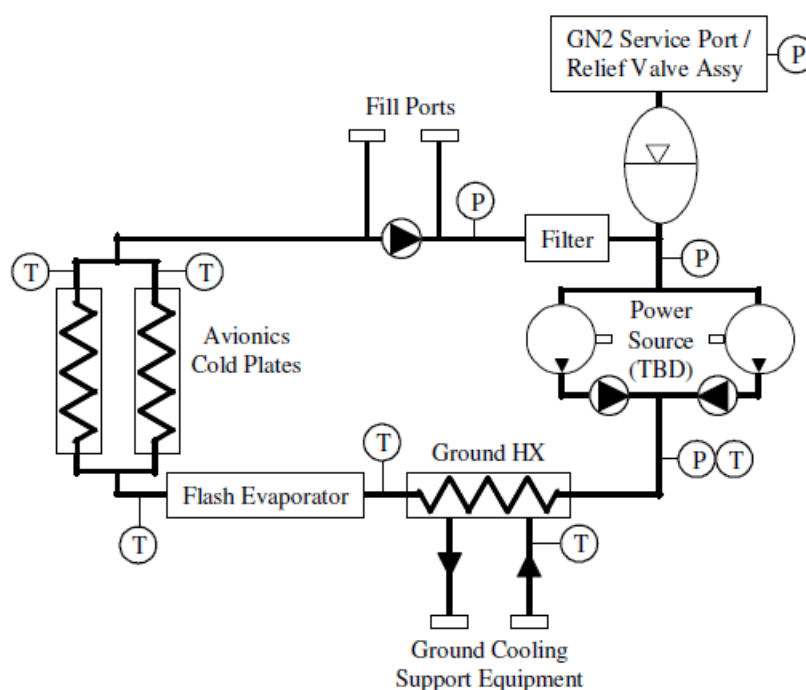 GN2 Service Port /
Relief Valve Assy
P
Fill Ports
P
Filter
P
T
T
Avionics
Cold Plates
Power
Source
(TBD)
T
Ground HX
P
T
Flash Evaporator
T
T
Ground Cooling
Support Equipment